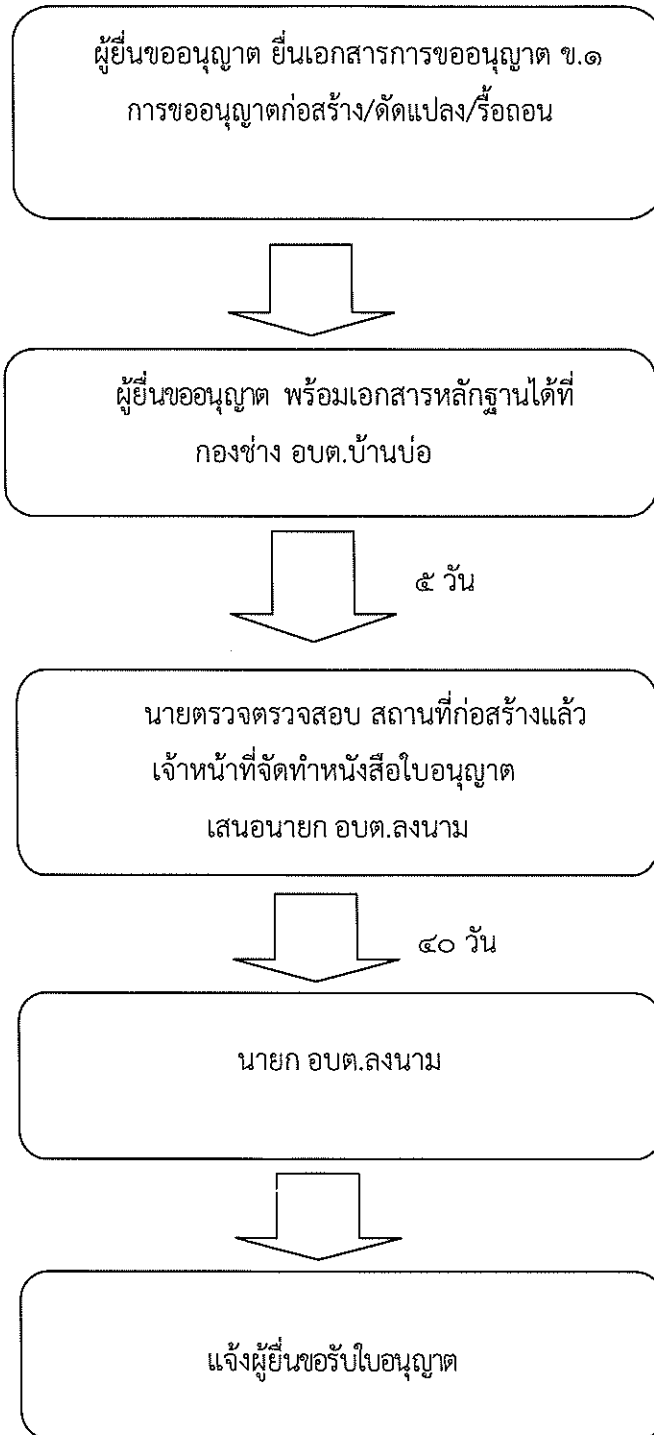 ผู้ยื่นขออนุญาต ยื่นเอกสารการขออนุญาต ข.๑
การขออนุญาตก่อสร้าง/ดัดแปลง/รื้อถอน
ผู้ยื่นขออนุญาต พร้อมเอกสารหลักฐานได้ที่
กองช่าง อบต.บ้านบ่อ
๕ วัน
นายตรวจตรวจสอบ สถานที่ก่อสร้างแล้ว
เจ้าหน้าที่จัดทำหนังสือใบอนุญาต
เสนอนายก อบต.ลงนาม
๔๐ วัน
นายก อบต.ลงนาม
แจ้งผู้ยื่นขอรับใบอนุญาต